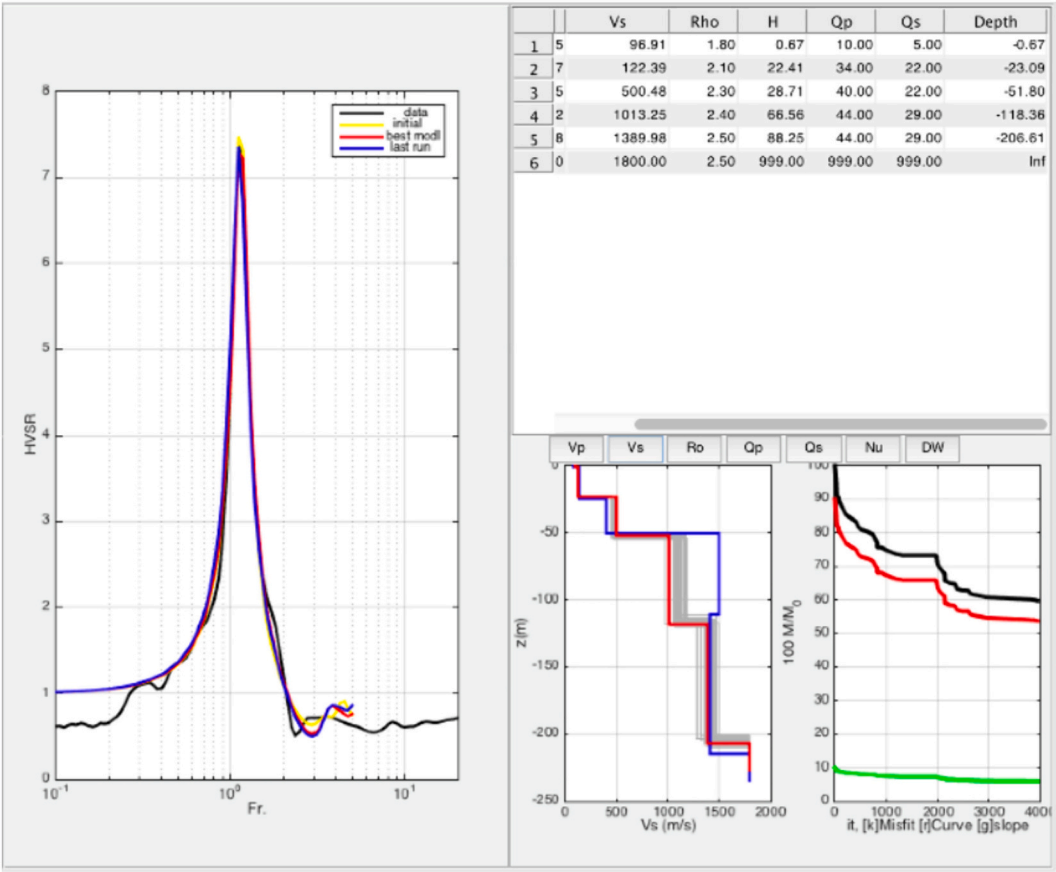 Vs Rho H Qp Qs Depth
1 5 96.91 1.80 0.67 10.00 5.00 -0.67
2 7 122.39 2.10 22.41 34.00 22.00 -23.09
3 5 500.48 2.30 28.71 40.00 22.00 -51.80
4 2 1013.25 2.40 66.56 44.00 29.00 -118.36
5 8 1389.98 2.50 88.25 44.00 29.00 -206.61
6 0 1800.00 2.50 999.00 999.00 999.00 Inf
8
7
6
5
4
3
2
1
0
HVSR
data
initial
best modl
last run
10⁻¹ 10⁰ 10¹
Fr.
Vp Vs Ro Qp Qs Nu DW
0
-50
-100
-150
-200
-250
z(m)
0 500 1000 1500 2000
Vs (m/s)
100
90
80
70
60
50
40
30
20
10
0
100 M/M₀
0 1000 2000 3000 4000
it, [k]Misfit [r]Curve [g]slope